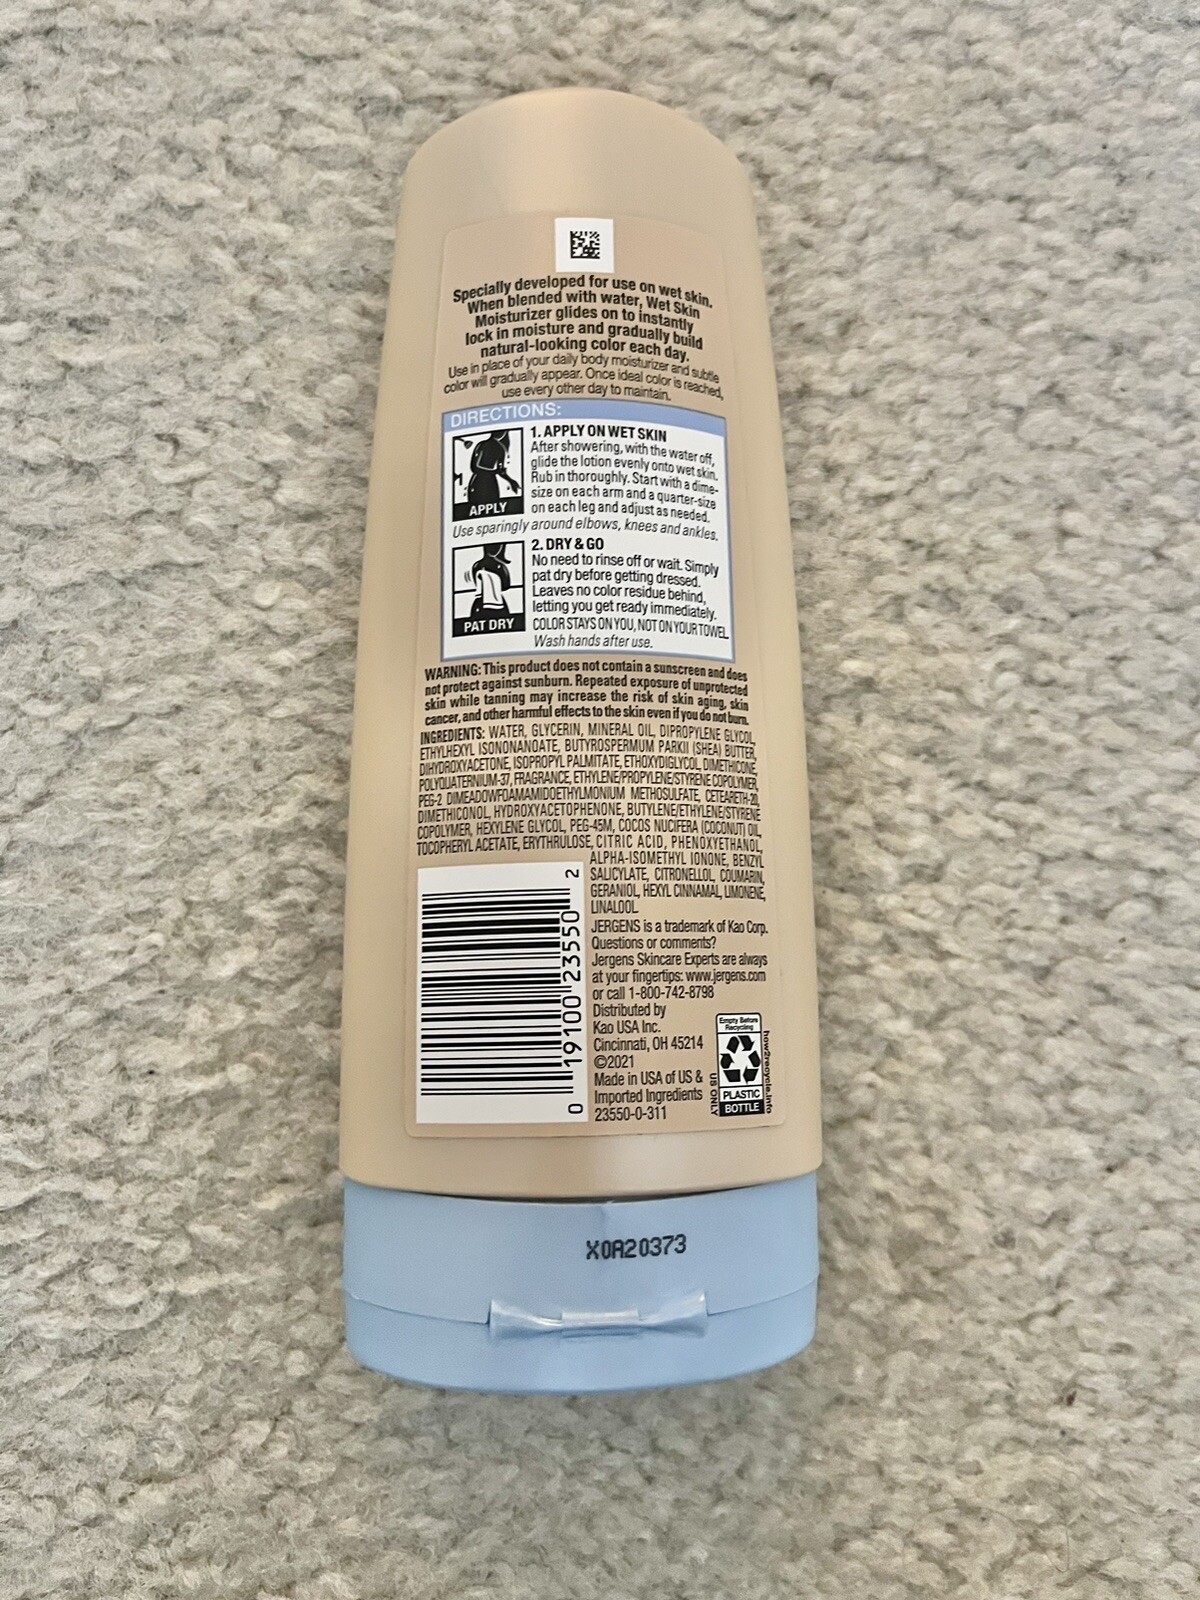 Specially developed for use on wet skin.
When blended with water, Wet Skin
Moisturizer glides on to instantly
lock in moisture and gradually build
natural-looking color each day.
Use in place of your daily body moisturizer and subtle
color will gradually appear. Once ideal color is reached,
use every other day to maintain.
DIRECTIONS:
1. APPLY ON WET SKIN
After showering, with the water off,
glide the lotion evenly onto wet skin.
Rub in thoroughly. Start with a dime-
size on each arm and a quarter-size
on each leg and adjust as needed.
APPLY
Use sparingly around elbows, knees and ankles.
2. DRY & GO
No need to rinse off or wait. Simply
pat dry before getting dressed.
Leaves no color residue behind,
letting you get ready immediately.
COLOR STAYS ON YOU, NOT ON YOUR TOWEL.
PAT DRY
Wash hands after use.
WARNING: This product does not contain a sunscreen and does
not protect against sunburn. Repeated exposure of unprotected
skin while tanning may increase the risk of skin aging, skin
cancer, and other harmful effects to the skin even if you do not burn.
INGREDIENTS: WATER, GLYCERIN, MINERAL OIL, DIPROPYLENE GLYCOL,
ETHYLHEXYL ISONONANOATE, BUTYROSPERMUM PARKII (SHEA) BUTTER,
DIHYDROXYACETONE, ISOPROPYL PALMITATE, ETHOXYDIGLYCOL, DIMETHICONE,
POLYQUATERNIUM-37, FRAGRANCE, ETHYLENE/PROPYLENE/STYRENE COPOLYMER,
PEG-2 DIMEADOWFOAMAMIDOETHYLMONIUM METHOSULFATE, CETEARETH-20,
DIMETHICONOL, HYDROXYACETOPHENONE, BUTYLENE/ETHYLENE/STYRENE
COPOLYMER, HEXYLENE GLYCOL, PEG-45M, COCOS NUCIFERA (COCONUT) OIL,
TOCOPHERYL ACETATE, ERYTHRULOSE, CITRIC ACID, PHENOXYETHANOL,
ALPHA-ISOMETHYL IONONE, BENZYL
SALICYLATE, CITRONELLOL, COUMARIN,
GERANIOL, HEXYL CINNAMAL, LIMONENE,
LINALOOL.
0 19100 23550 2
JERGENS is a trademark of Kao Corp.
Questions or comments?
Jergens Skincare Experts are always
at your fingertips: www.jergens.com
or call 1-800-742-8798
Distributed by
Kao USA Inc.
Cincinnati, OH 45214
©2021
Made in USA of US &
Imported Ingredients
23550-0-311
Empty Before
Recycling
PLASTIC
BOTTLE
US ONLY
how2recycle.info
X0A20373